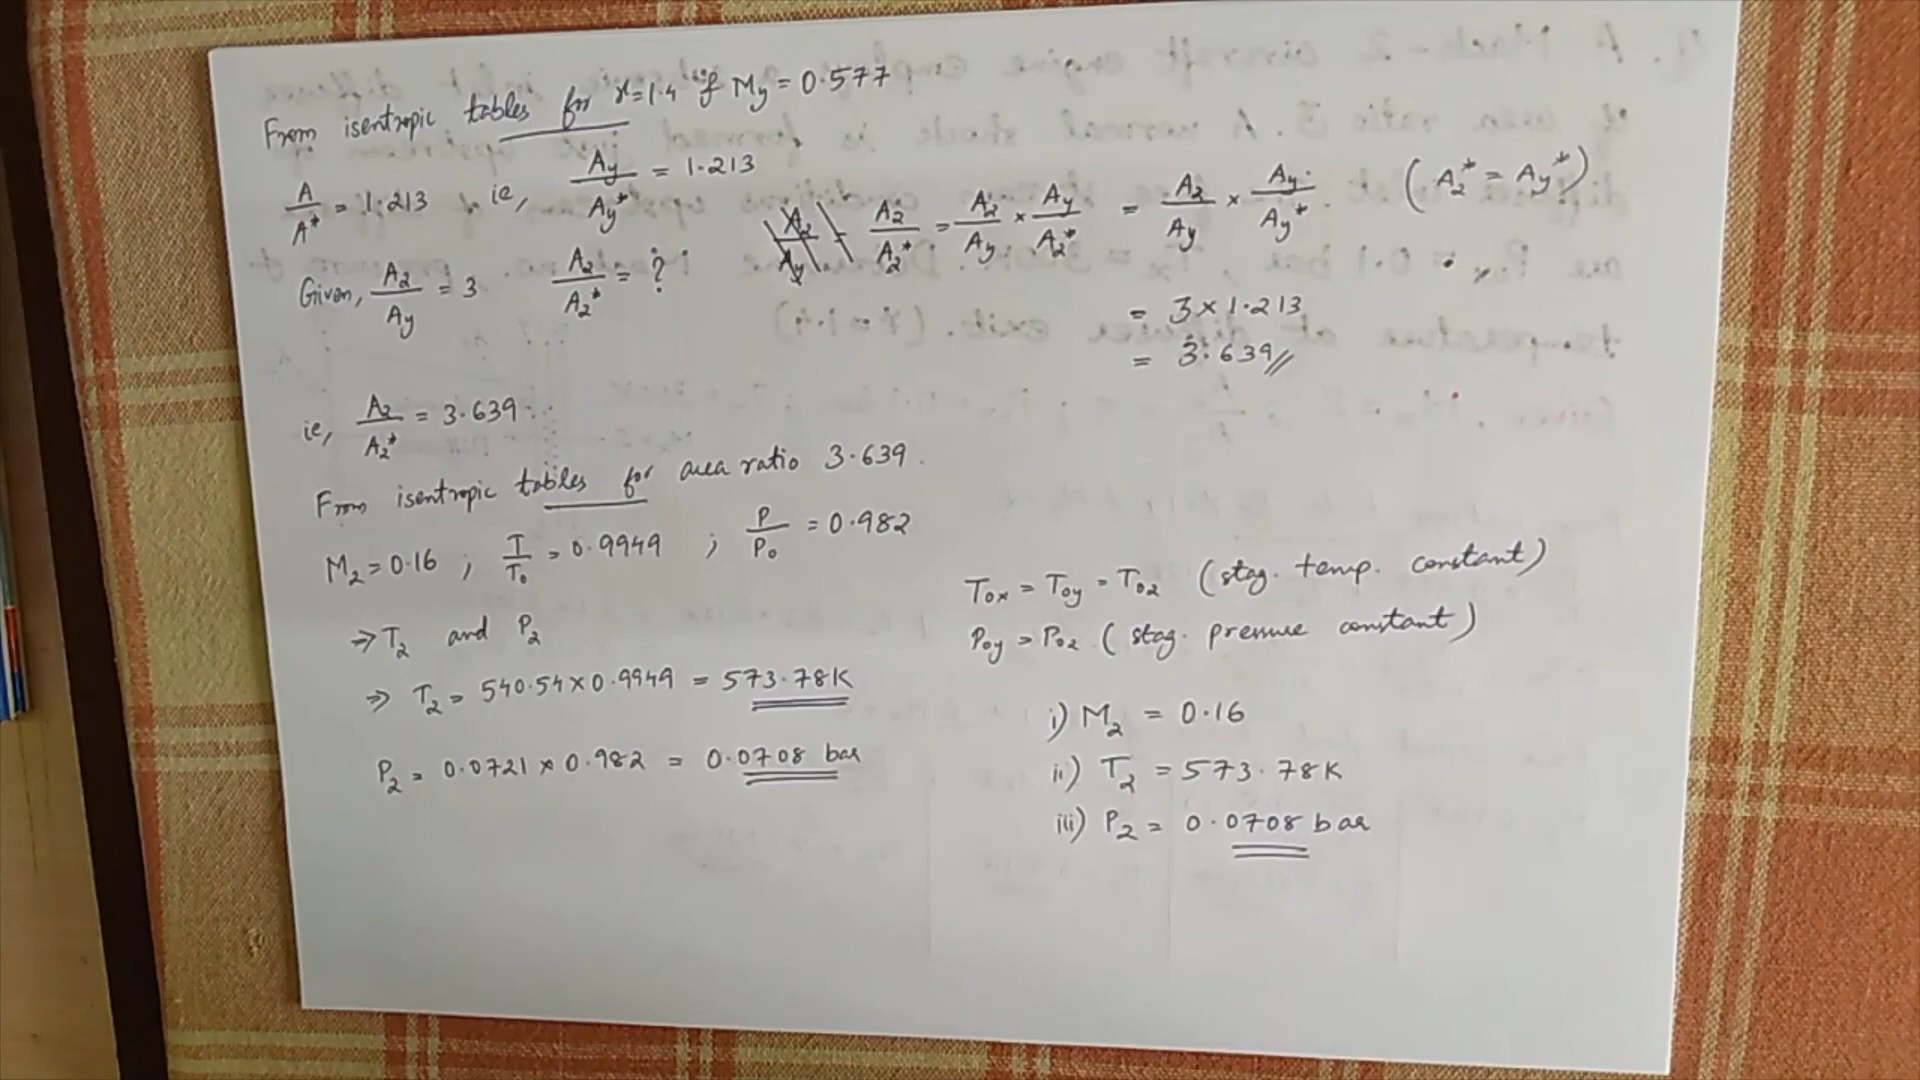 From isentropic tables for γ=1.4 if My = 0.577
A/A* = 1.213 ie, Ay/Ay* = 1.213
Given, A2/Ay = 3 A2/A2* = ?
A2/A2* = A2/Ay × Ay/A2* = A2/Ay × Ay/Ay* (A2* = Ay*)
= 3 × 1.213
= 3.639//
ie, A2/A2* = 3.639
From isentropic tables for area ratio 3.639.
M2 = 0.16 ; T/To = 0.9949 ; P/Po = 0.982
⇒ T2 and P2
⇒ T2 = 540.54 × 0.9949 = 573.78K
P2 = 0.0721 × 0.982 = 0.0708 bar
Tox = Toy = To2 (stag. temp. constant)
Poy = Po2 (stag. pressure constant)
i) M2 = 0.16
ii) T2 = 573.78K
iii) P2 = 0.0708 bar